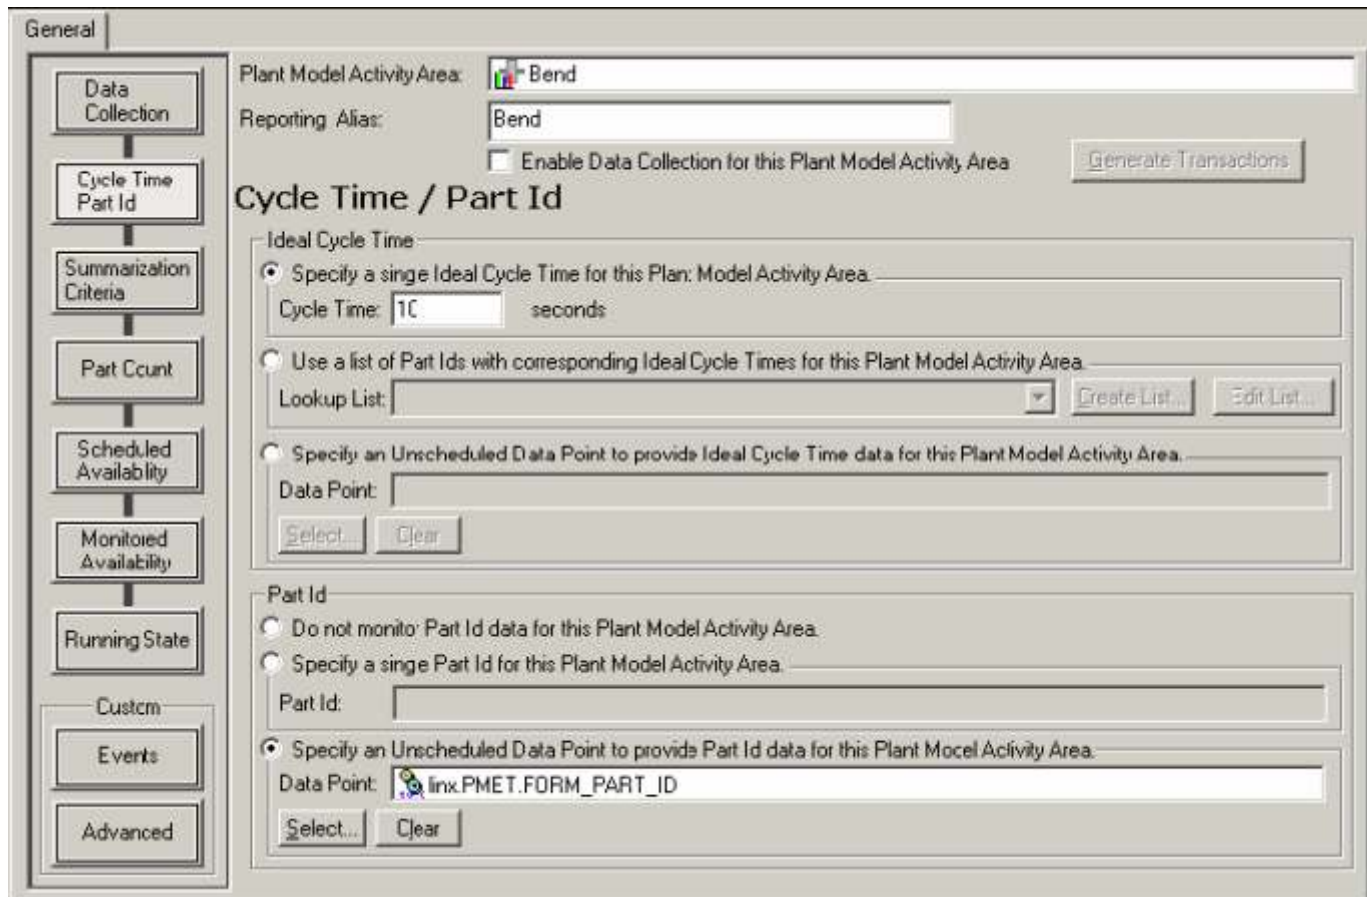 General
Data
Collection
Cycle Time
Part Id
Summarization
Criteria
Part Count
Scheduled
Availablity
Monitored
Availability
Running State
Custom
Events
Advanced
Plant Model Activity Area: Bend
Reporting Alias: Bend
Enable Data Collection for this Plant Model Activity Area Generate Transactions
Cycle Time / Part Id
Ideal Cycle Time
Specify a singe Ideal Cycle Time for this Plan: Model Activity Area.
Cycle Time: 10 seconds
Use a list of Part Ids with corresponding Ideal Cycle Times for this Plant Model Activity Area.
Lookup List: Create List... Edit List...
Specify an Unscheduled Data Point to provide Ideal Cycle Time data for this Plant Model Activity Area.
Data Point:
Select... Clear
Part Id
Do not monitor Part Id data for this Plant Model Activity Area.
Specify a singe Part Id for this Plant Model Activity Area.
Part Id:
Specify an Unscheduled Data Point to provide Part Id data for this Plant Model Activity Area.
Data Point: linx.PMET.FORM_PART_ID
Select... Clear